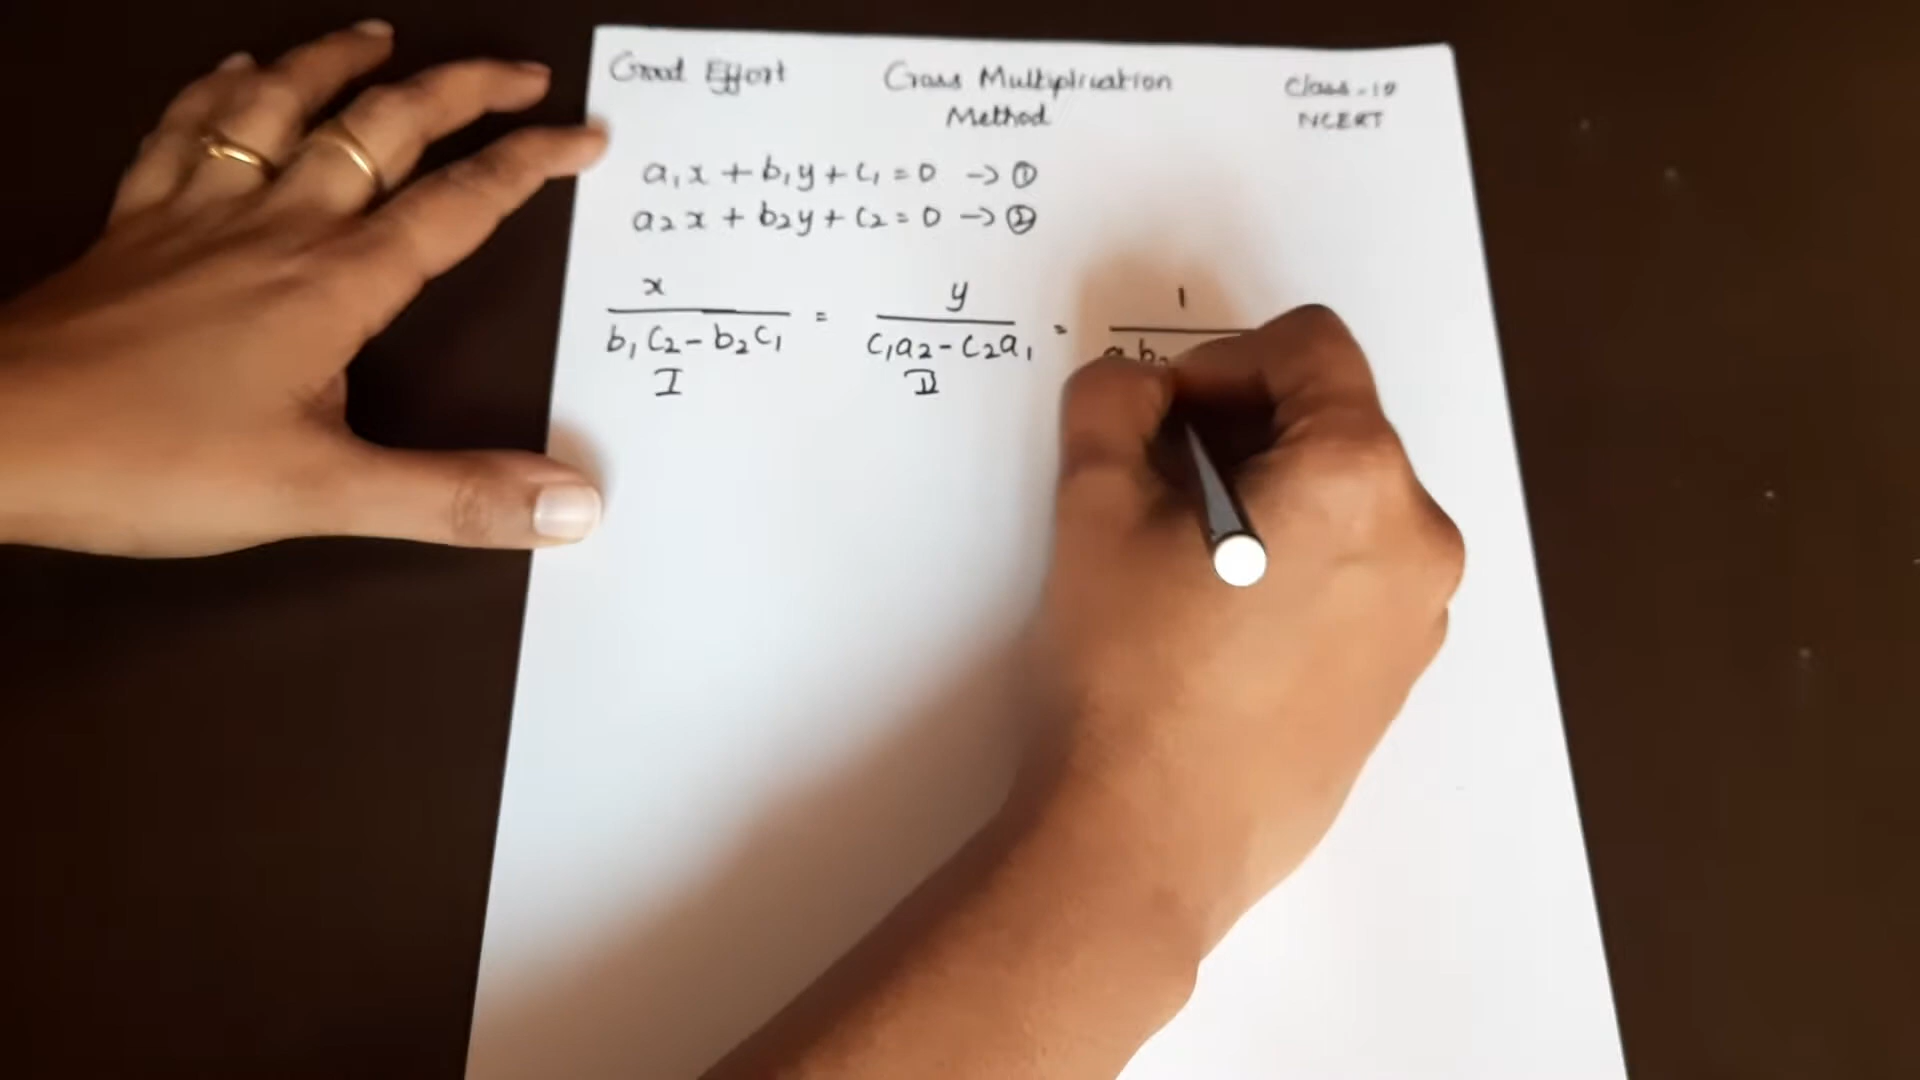 Good Effort
Cross Multiplication
Method
Class-10
NCERT
a₁x + b₁y + c₁ = 0 → ①
a₂x + b₂y + c₂ = 0 → ②
x / (b₁c₂ - b₂c₁) = y / (c₁a₂ - c₂a₁) = 1 / a b₂
I II